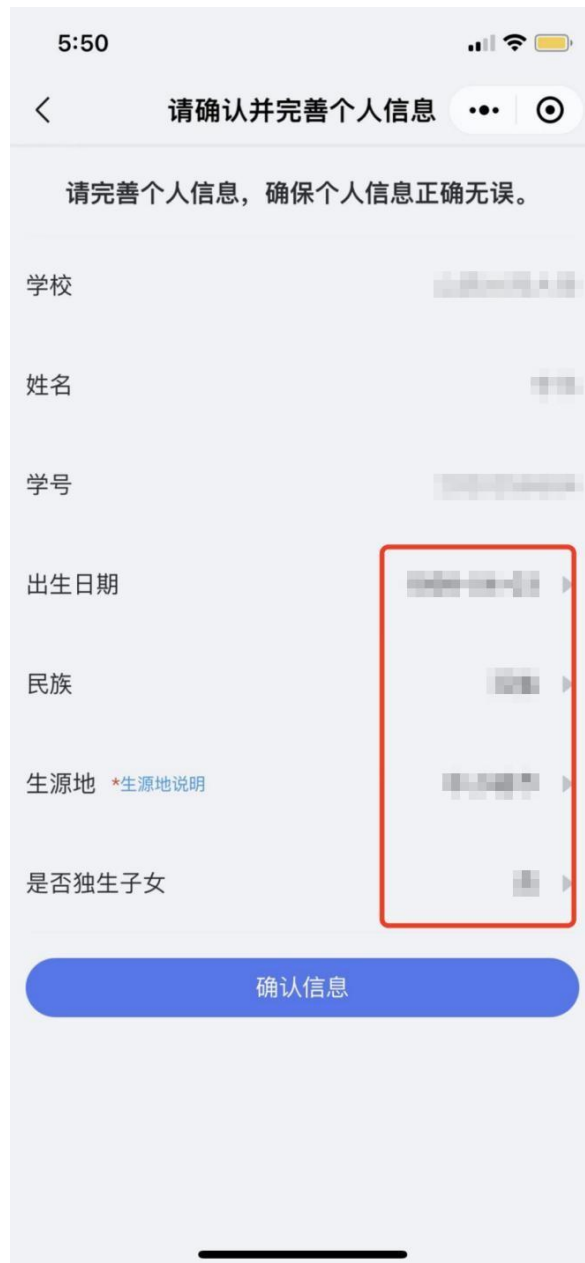 5:50
请确认并完善个人信息
请完善个人信息，确保个人信息正确无误。
学校
姓名
学号
出生日期
民族
生源地 *生源地说明
是否独生子女
确认信息